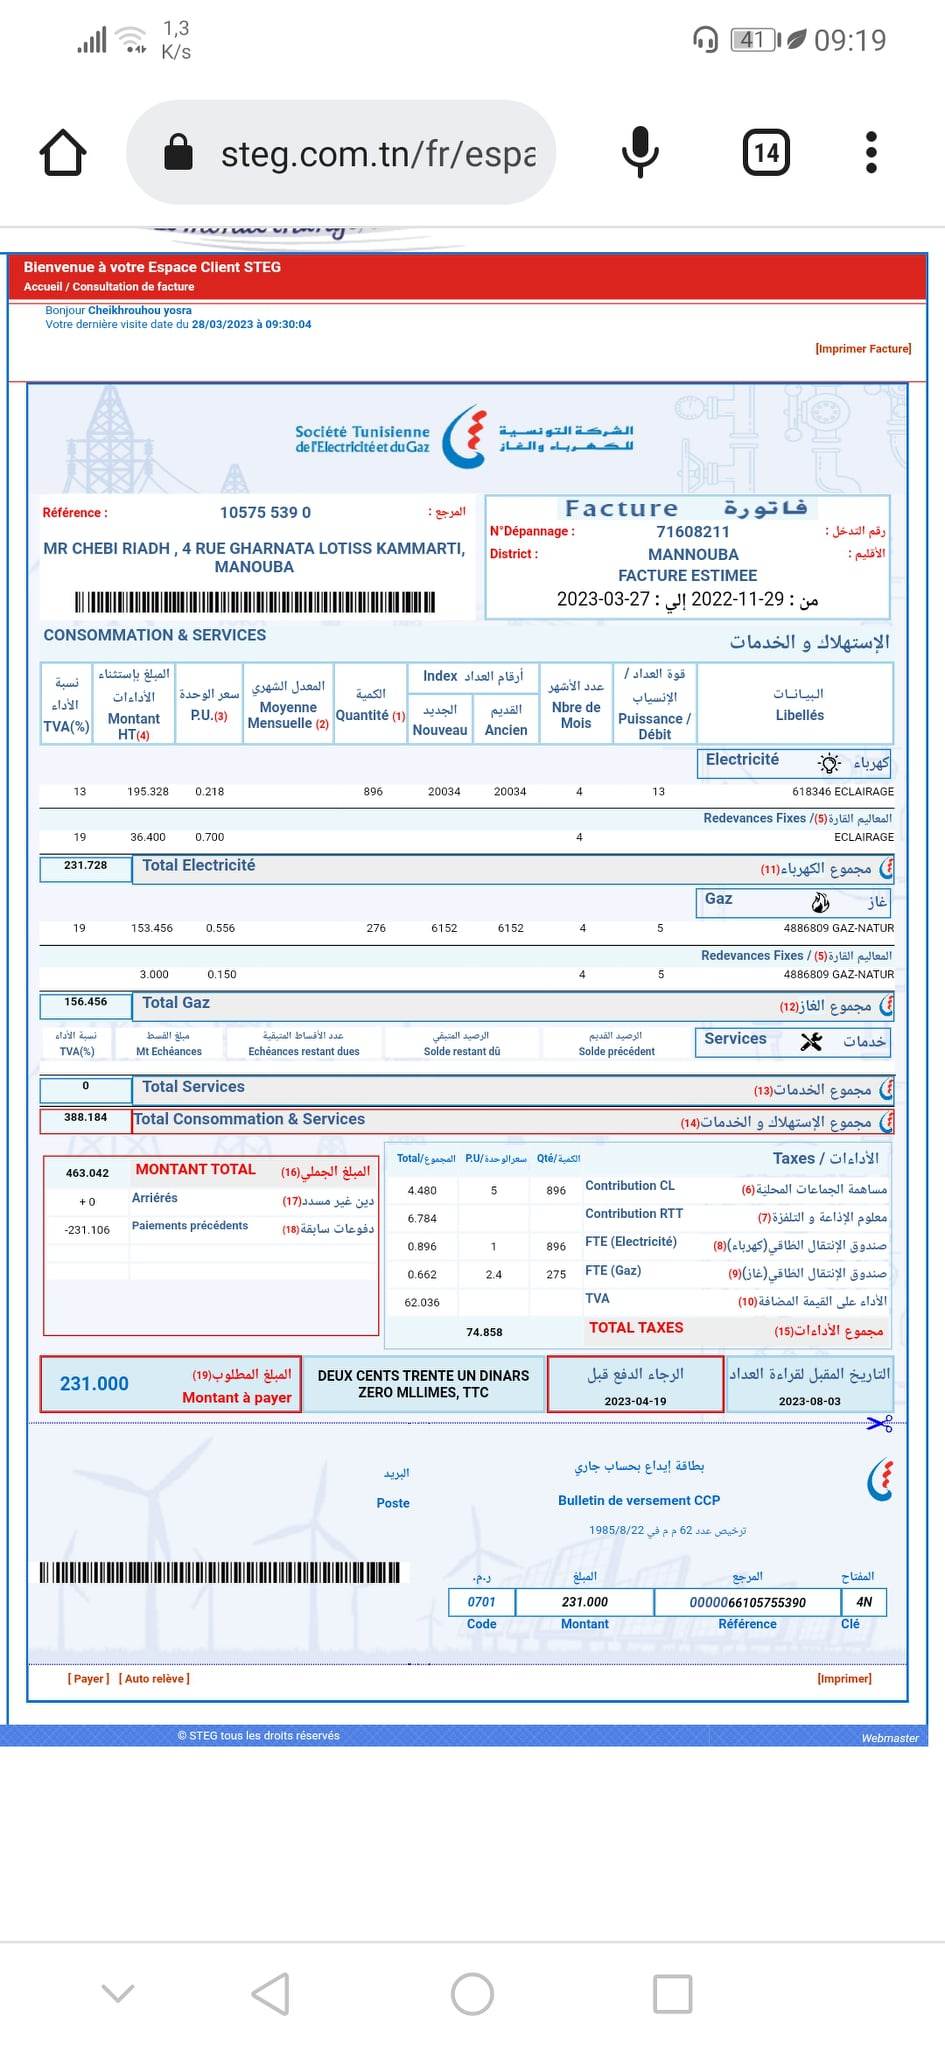 1,3
K/s
41
09:19
steg.com.tn/fr/espa
14
Bienvenue à votre Espace Client STEG
Accueil / Consultation de facture
Bonjour Cheikhrouhou yosra
Votre dernière visite date du 28/03/2023 à 09:30:04
[Imprimer Facture]
Société Tunisienne
de l'Electricité et du Gaz
الشركة التونسية
للكهرباء والغاز
Référence : 10575 539 0 المرجع :
MR CHEBI RIADH , 4 RUE GHARNATA LOTISS KAMMARTI,
MANOUBA
Facture فاتورة
N°Dépannage : 71608211 رقم التدخل :
District : MANNOUBA الأقليم :
FACTURE ESTIMEE
من : 29-11-2022 إلي : 27-03-2023
CONSOMMATION & SERVICES الإستهلاك و الخدمات
نسبة الأداء TVA(%)
المبلغ بإستثناء الأداءات Montant HT(4)
سعر الوحدة P.U.(3)
المعدل الشهري Moyenne Mensuelle (2)
الكمية Quantité (1)
Index أرقام العداد
الجديد Nouveau
القديم Ancien
عدد الأشهر Nbre de Mois
قوة العداد / الإنسياب Puissance / Débit
البيـانـات Libellés
Electricité كهرباء
13 195.328 0.218 896 20034 20034 4 13 618346 ECLAIRAGE
Redevances Fixes /(5)المعاليم القارة
19 36.400 0.700 4 ECLAIRAGE
231.728 Total Electricité مجموع الكهرباء(11)
Gaz غاز
19 153.456 0.556 276 6152 6152 4 5 4886809 GAZ-NATUR
Redevances Fixes / (5)المعاليم القارة
3.000 0.150 4 5 4886809 GAZ-NATUR
156.456 Total Gaz مجموع الغاز(12)
نسبة الأداء مبلغ القسط عدد الأقساط المتبقية الرصيد المتبقي الرصيد القديم
TVA(%) Mt Echéances Echéances restant dues Solde restant dû Solde précédent
Services خدمات
0 Total Services مجموع الخدمات(13)
388.184 Total Consommation & Services مجموع الإستهلاك و الخدمات(14)
463.042 MONTANT TOTAL المبلغ الجملي(16)
+ 0 Arriérés دين غير مسدد(17)
-231.106 Paiements précédents دفوعات سابقة(18)
Total/المجموع P.U/سعرالوحدة Qté/الكمية Taxes / الأداءات
4.480 5 896 Contribution CL مساهمة الجماعات المحلية(6)
6.784 Contribution RTT معلوم الإذاعة و التلفزة(7)
0.896 1 896 FTE (Electricité) صندوق الإنتقال الطاقي(كهرباء)(8)
0.662 2.4 275 FTE (Gaz) صندوق الإنتقال الطاقي(غاز)(9)
62.036 TVA الأداء على القيمة المضافة(10)
74.858 TOTAL TAXES مجموع الأداءات(15)
231.000 المبلغ المطلوب(19)
Montant à payer
DEUX CENTS TRENTE UN DINARS
ZERO MLLIMES, TTC
الرجاء الدفع قبل
2023-04-19
التاريخ المقبل لقراءة العداد
2023-08-03
البريد
Poste
بطاقة إيداع بحساب جاري
Bulletin de versement CCP
ترخيص عدد 62 م م في 1985/8/22
ر.م. المبلغ المرجع المفتاح
0701 231.000 0000066105755390 4N
Code Montant Référence Clé
[ Payer ] [ Auto relève ] [Imprimer]
© STEG tous les droits réservés
Webmaster